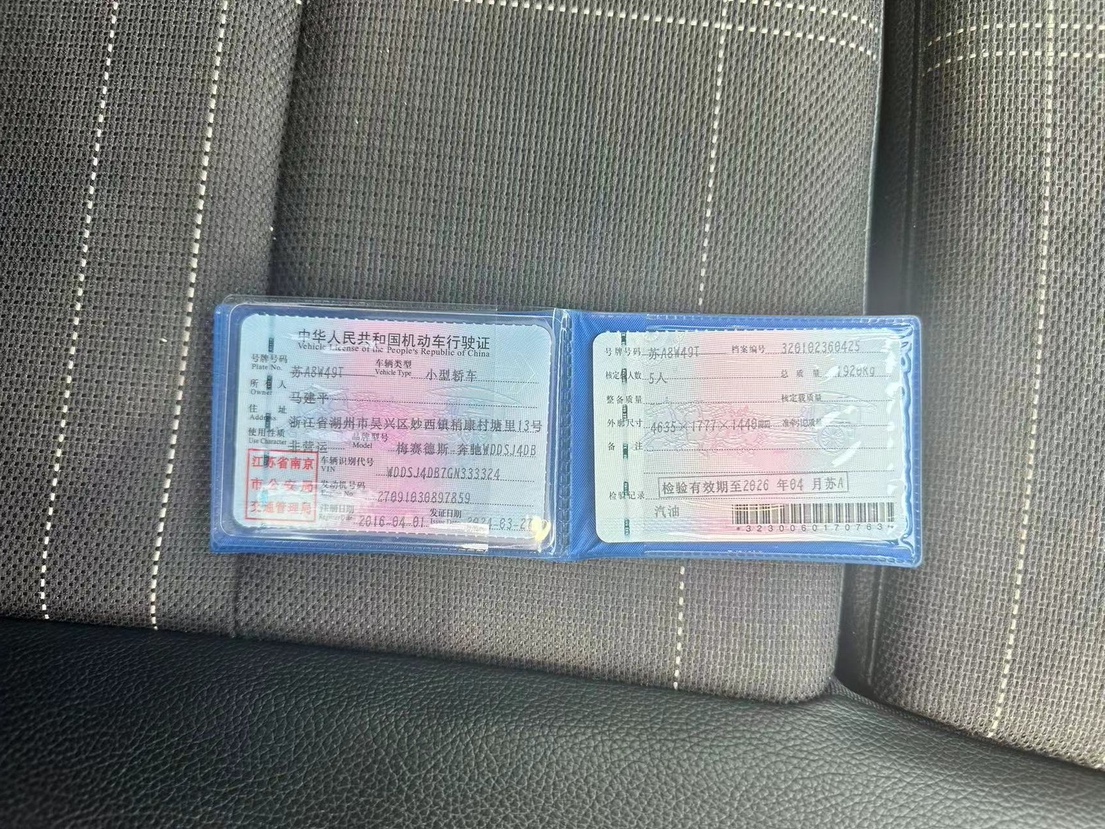 中华人民共和国机动车行驶证
Vehicle License of the People's Republic of China
号牌号码 苏A8W49T 车辆类型 小型轿车
Plate No. Vehicle Type
所有人 马建平
Owner
住址 浙江省湖州市吴兴区妙西镇稍康村塘里13号
Address
使用性质 非营运 品牌型号 梅赛德斯 奔驰WDDSJ4DB
Use Character Model
江苏省南京市公安局交通管理局
车辆识别代号 WDDSJ4DB7GN333324
VIN
发动机号码 27091030897859
注册日期 2016-04-01 发证日期
Issue Date
号牌号码 苏A8W49T 档案编号 320102360425
核定载人数 5人 总质量 1920kg
整备质量 核定载质量
外廓尺寸 4635×1777×1440mm 准牵引总质量
备注
检验有效期至2026年04月苏A
检验记录
汽油
*3230060170763*